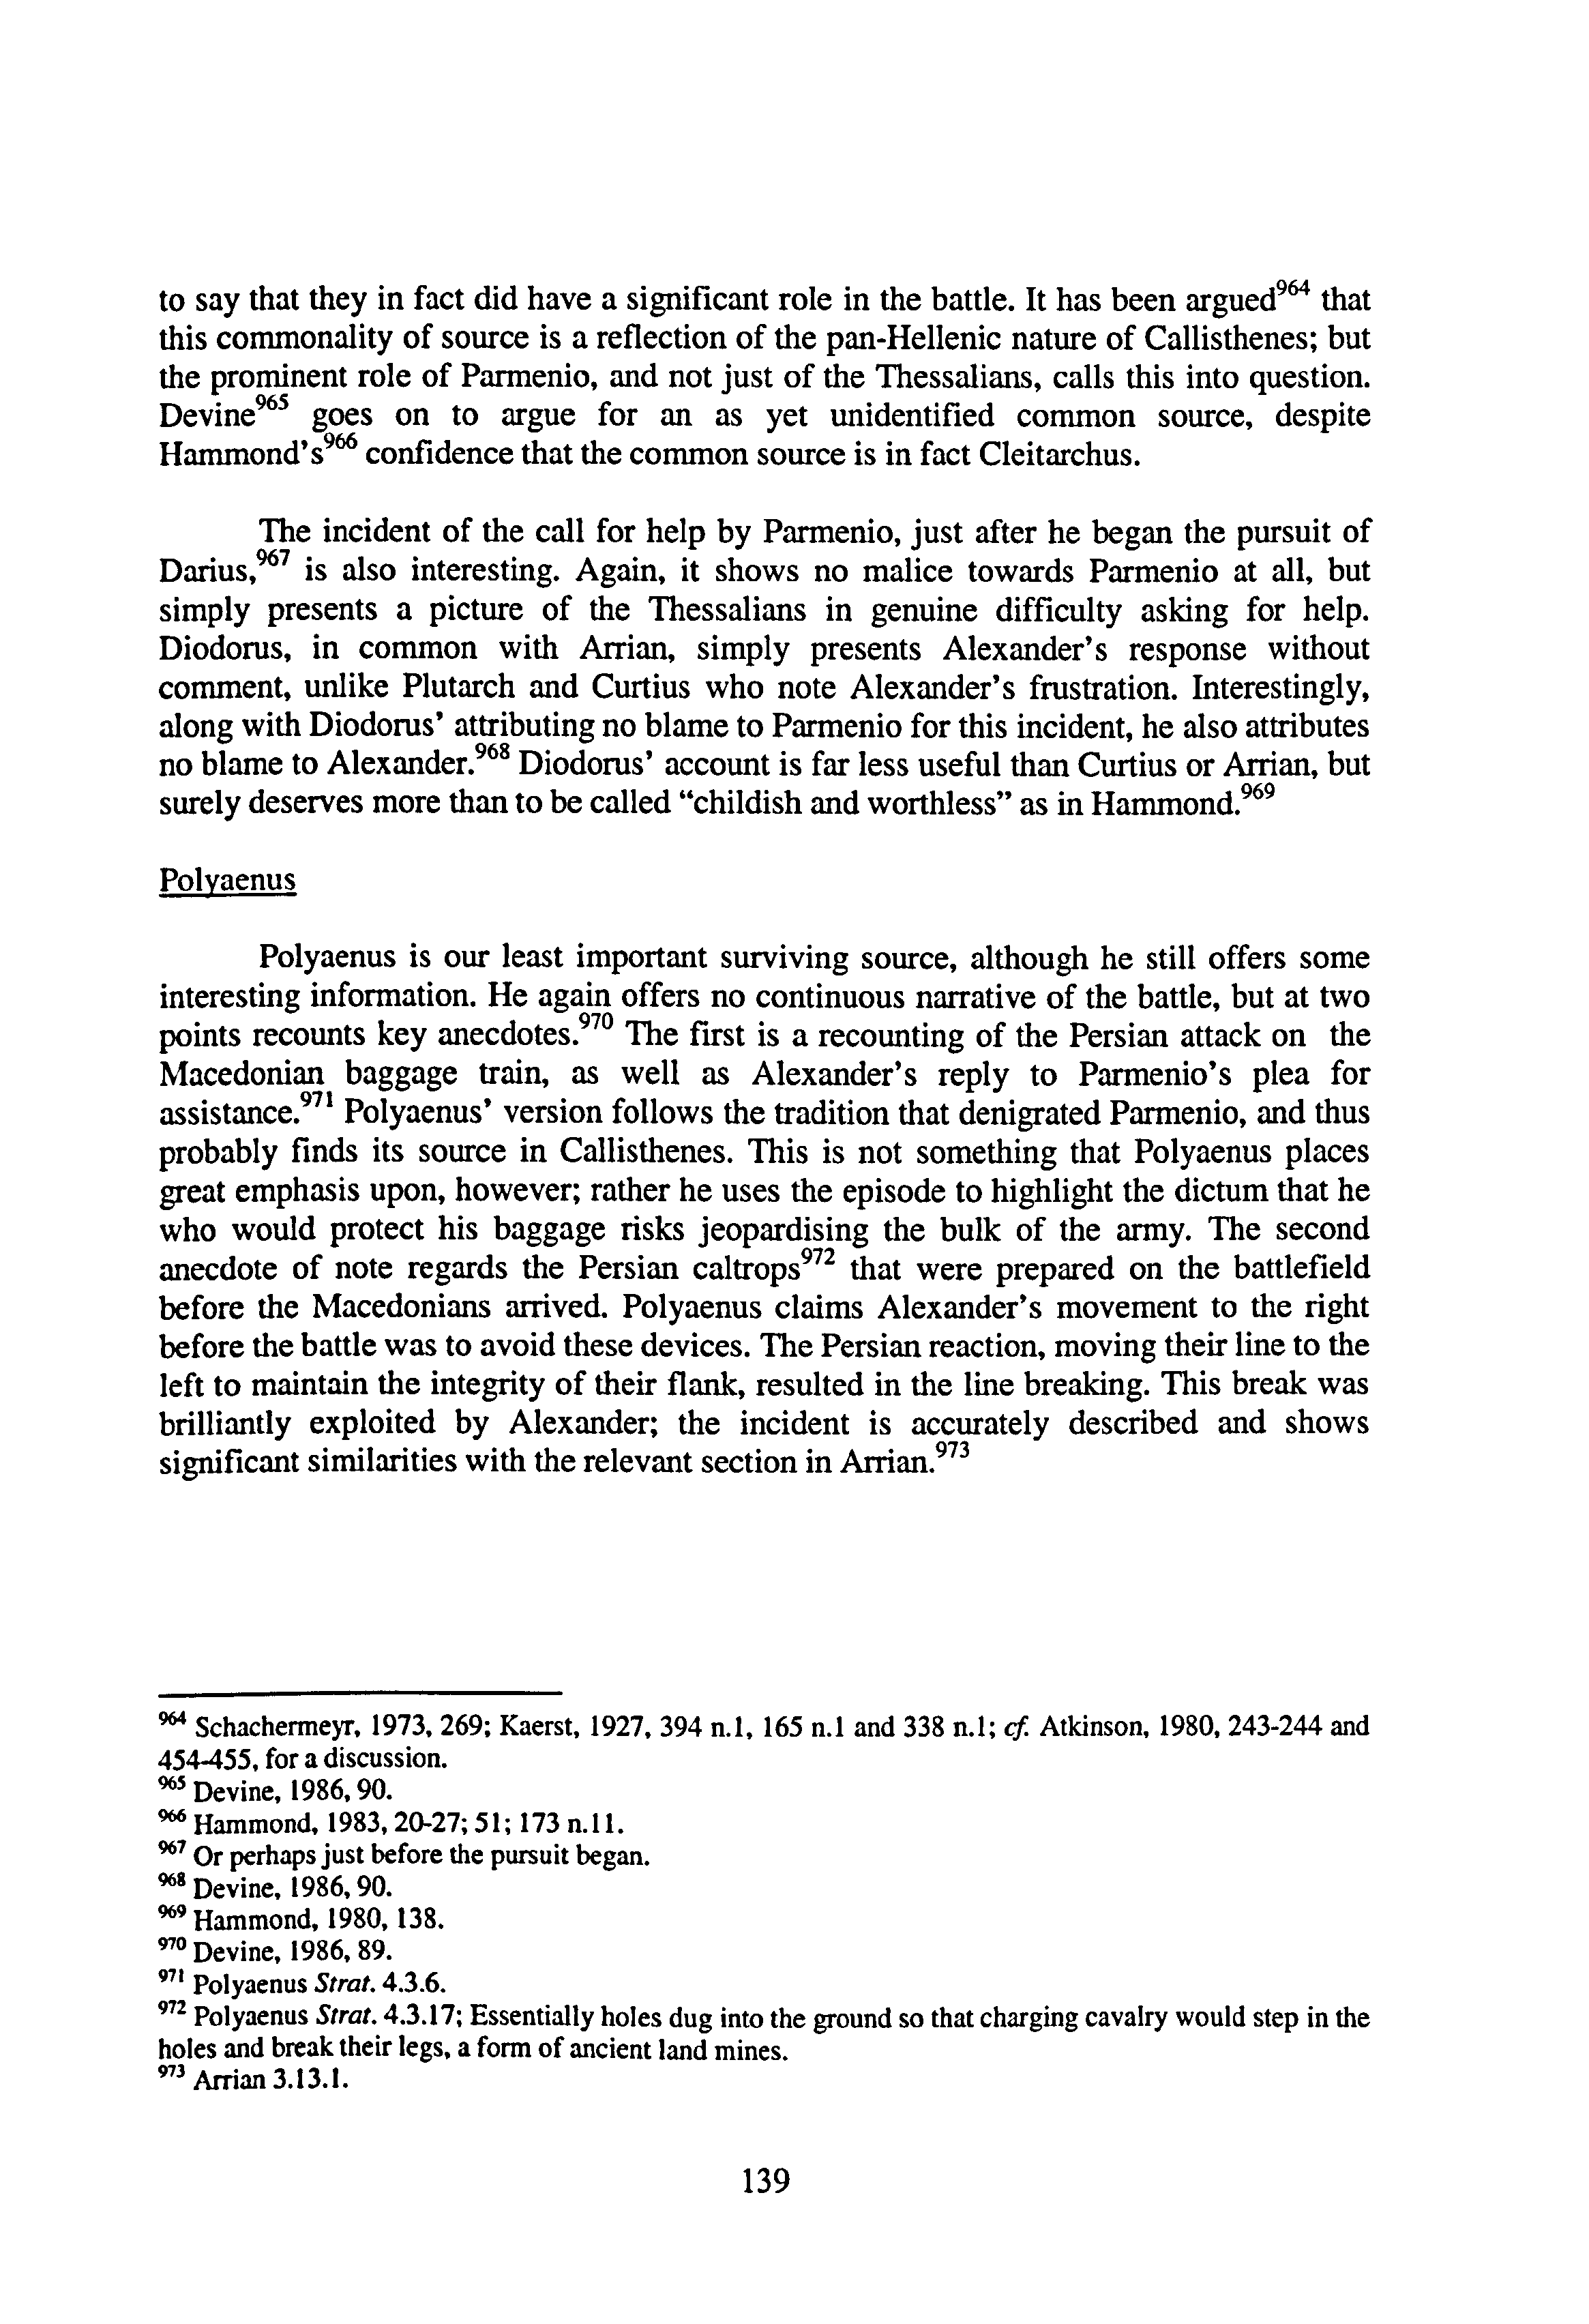 to say that they in fact did have a significant role in the battle. It has been argued964 that
this commonality of source is a reflection of the pan-Hellenic nature of Callisthenes; but
the prominent role of Parmenio, and not just of the Thessalians, calls this into question.
Devine965 goes on to argue for an as yet unidentified common source, despite
Hammond's966 confidence that the common source is in fact Cleitarchus.
The incident of the call for help by Parmenio, just after he began the pursuit of
Darius,967 is also interesting. Again, it shows no malice towards Parmenio at all, but
simply presents a picture of the Thessalians in genuine difficulty asking for help.
Diodorus, in common with Arrian, simply presents Alexander's response without
comment, unlike Plutarch and Curtius who note Alexander's frustration. Interestingly,
along with Diodorus' attributing no blame to Parmenio for this incident, he also attributes
no blame to Alexander.968 Diodorus' account is far less useful than Curtius or Arrian, but
surely deserves more than to be called “childish and worthless” as in Hammond.969
Polyaenus
Polyaenus is our least important surviving source, although he still offers some
interesting information. He again offers no continuous narrative of the battle, but at two
points recounts key anecdotes.970 The first is a recounting of the Persian attack on the
Macedonian baggage train, as well as Alexander's reply to Parmenio's plea for
assistance.971 Polyaenus' version follows the tradition that denigrated Parmenio, and thus
probably finds its source in Callisthenes. This is not something that Polyaenus places
great emphasis upon, however; rather he uses the episode to highlight the dictum that he
who would protect his baggage risks jeopardising the bulk of the army. The second
anecdote of note regards the Persian caltrops972 that were prepared on the battlefield
before the Macedonians arrived. Polyaenus claims Alexander's movement to the right
before the battle was to avoid these devices. The Persian reaction, moving their line to the
left to maintain the integrity of their flank, resulted in the line breaking. This break was
brilliantly exploited by Alexander; the incident is accurately described and shows
significant similarities with the relevant section in Arrian.973
964 Schachermeyr, 1973, 269; Kaerst, 1927, 394 n.1, 165 n.1 and 338 n.1; cf. Atkinson, 1980, 243-244 and
454-455, for a discussion.
965 Devine, 1986, 90.
966 Hammond, 1983, 20-27; 51; 173 n.11.
967 Or perhaps just before the pursuit began.
968 Devine, 1986, 90.
969 Hammond, 1980, 138.
970 Devine, 1986, 89.
971 Polyaenus Strat. 4.3.6.
972 Polyaenus Strat. 4.3.17; Essentially holes dug into the ground so that charging cavalry would step in the
holes and break their legs, a form of ancient land mines.
973 Arrian 3.13.1.
139